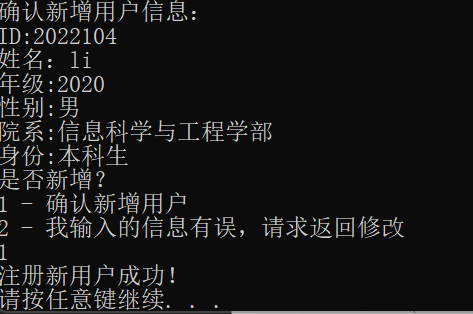 确认新增用户信息：
ID:2022104
姓名：li
年级:2020
性别:男
院系:信息科学与工程学部
身份:本科生
是否新增？
1 - 确认新增用户
2 - 我输入的信息有误，请求返回修改
1
注册新用户成功！
请按任意键继续. . .